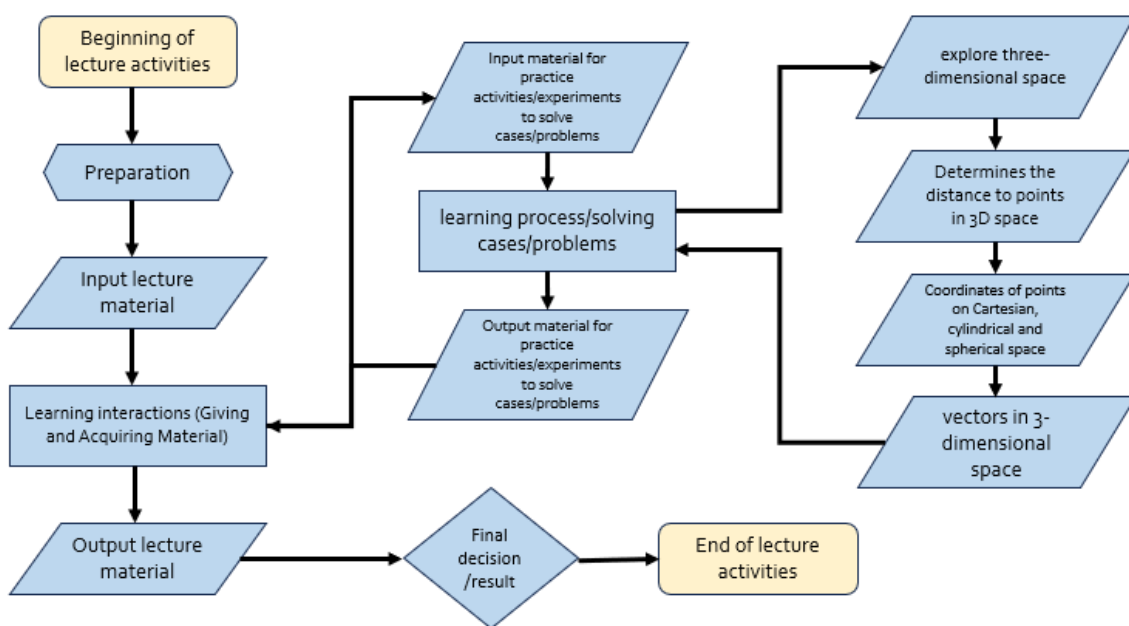 Beginning of
lecture activities
Preparation
Input lecture
material
Learning interactions (Giving
and Acquiring Material)
Output lecture
material
Input material for
practice
activities/experiments
to solve
cases/problems
learning process/solving
cases/problems
Output material for
practice
activities/experiments
to solve
cases/problems
explore three-
dimensional space
Determines the
distance to points
in 3D space
Coordinates of points
on Cartesian,
cylindrical and
spherical space
vectors in 3-
dimensional
space
Final
decision
/result
End of lecture
activities